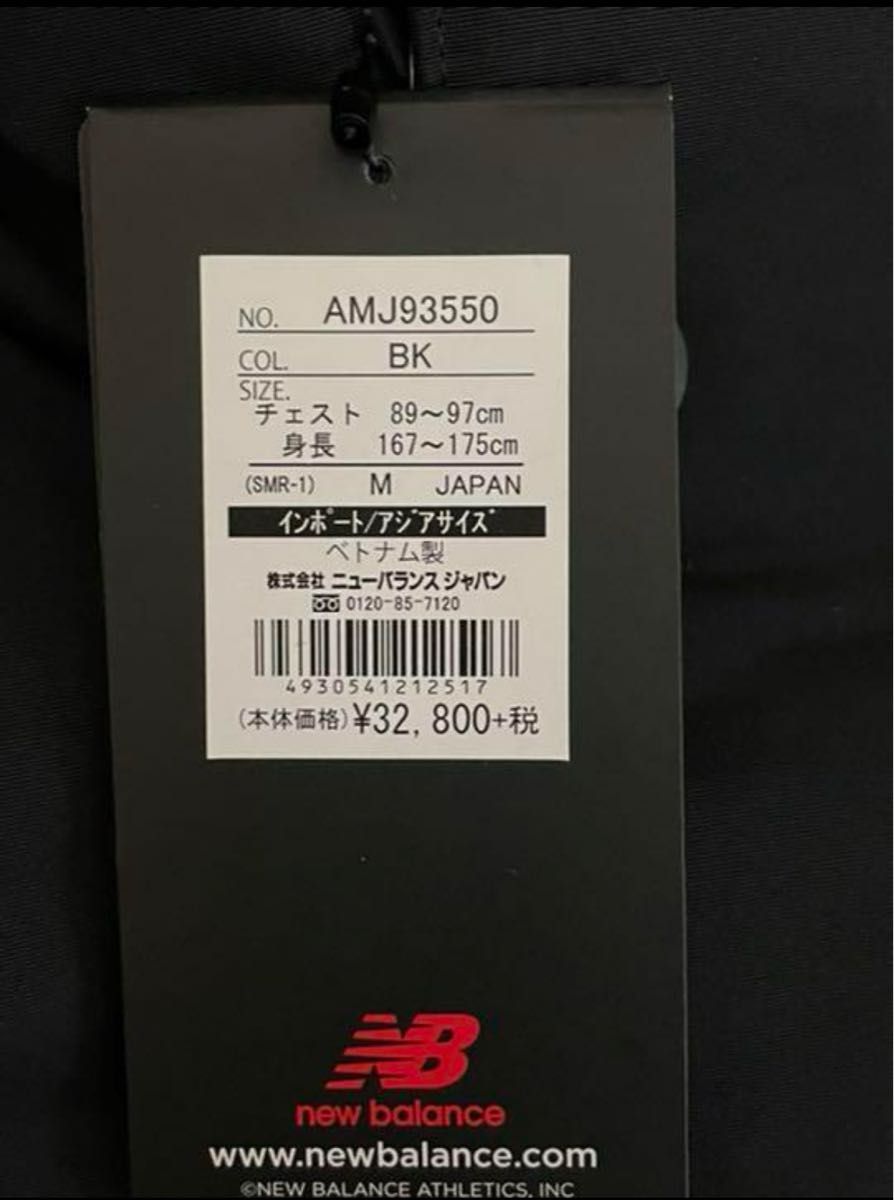 NO. AMJ93550
COL. BK
SIZE.
チェスト 89～97cm
身長 167～175cm
(SMR-1) M JAPAN
インポート/アジアサイズ
ベトナム製
株式会社 ニューバランス ジャパン
0120-85-7120
4930541212517
(本体価格)¥32,800+税
NB
new balance
www.newbalance.com
©NEW BALANCE ATHLETICS, INC